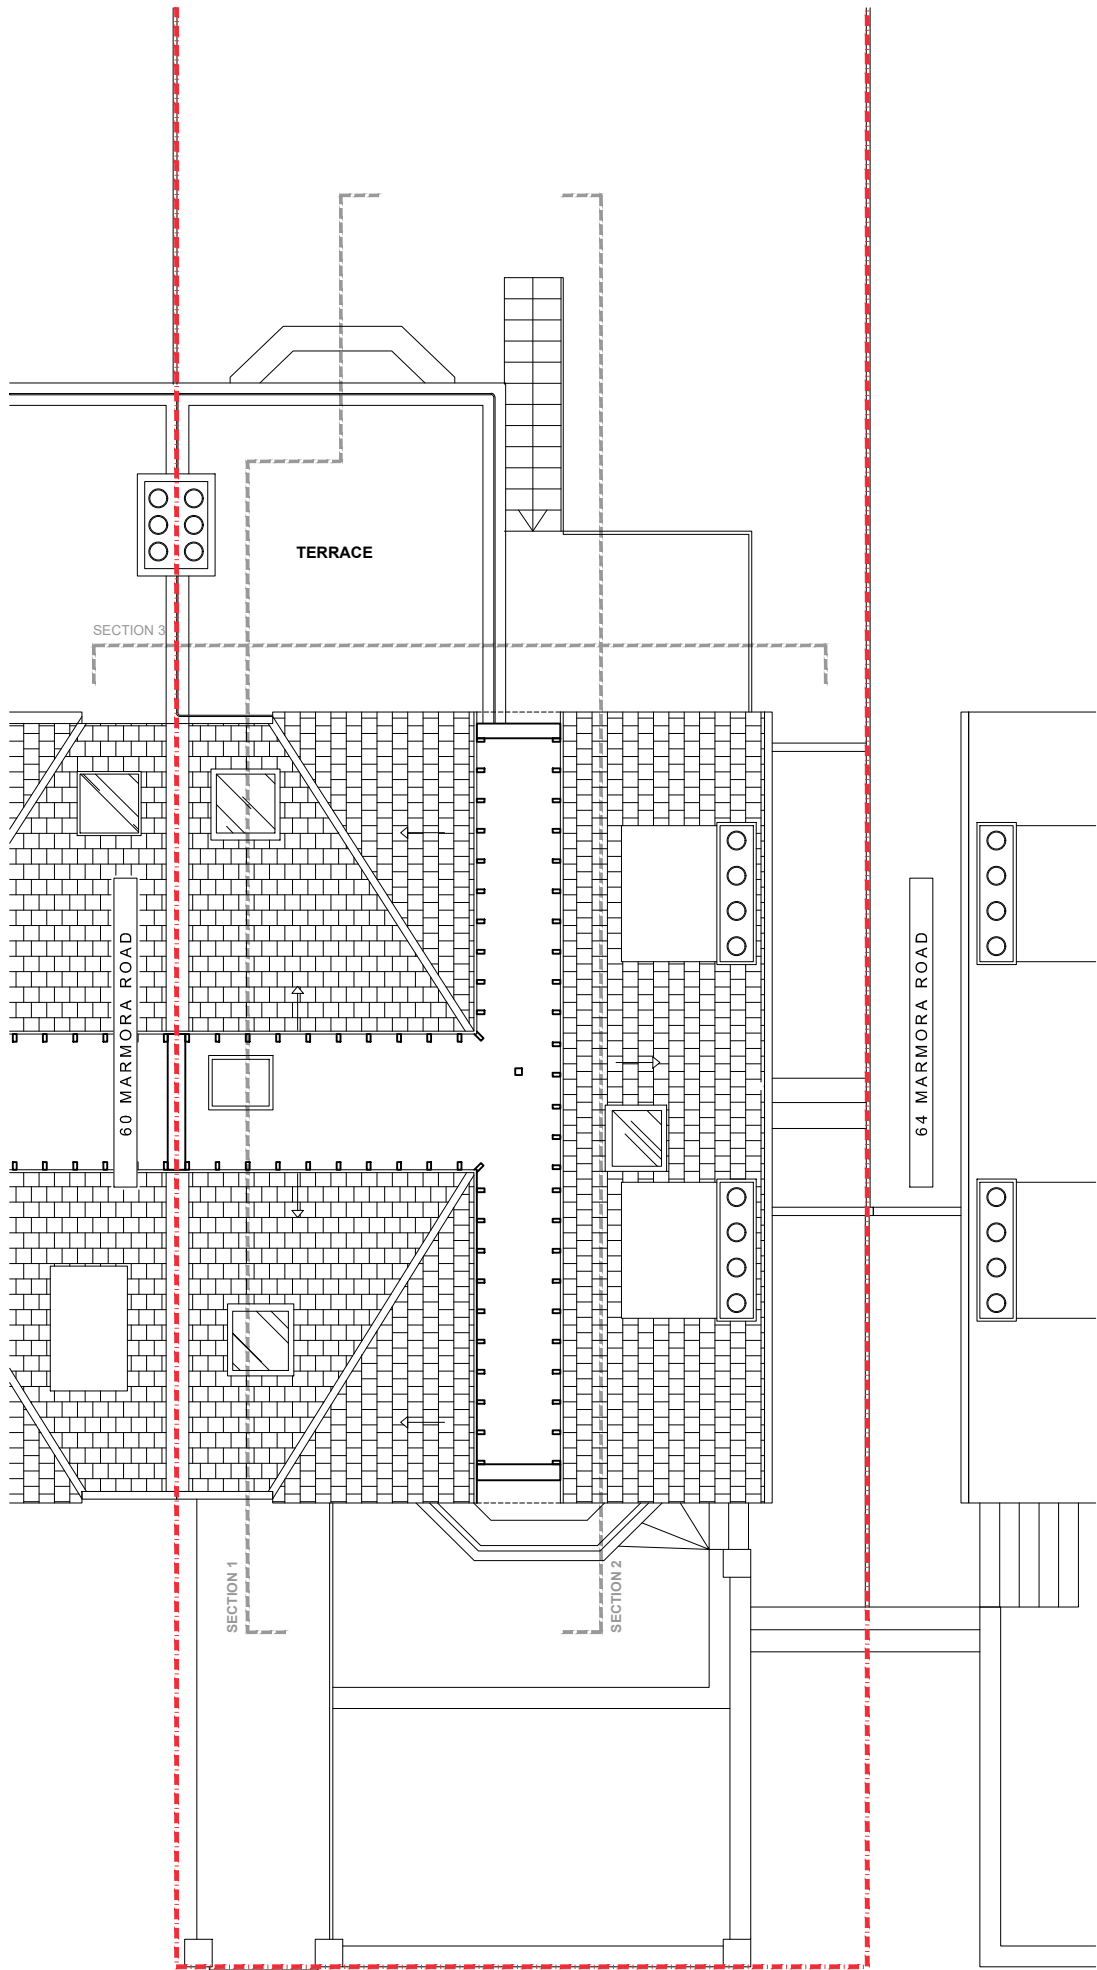 TERRACE
SECTION 3
60 MARMORA ROAD
64 MARMORA ROAD
SECTION 1
SECTION 2